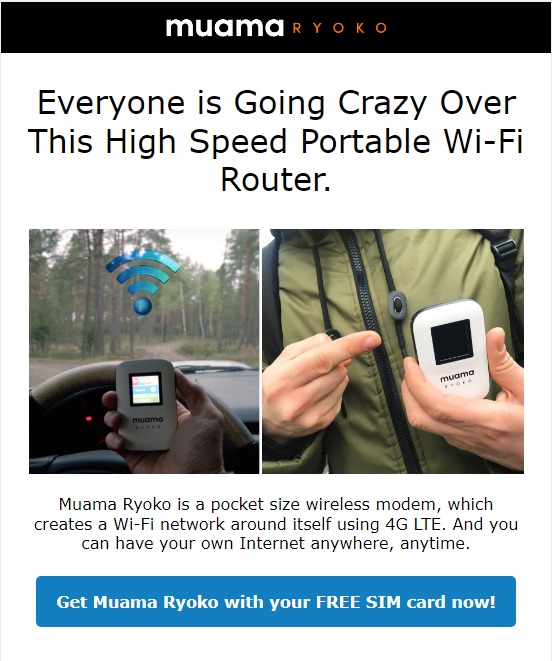 muama RYOKO
Everyone is Going Crazy Over
This High Speed Portable Wi-Fi
Router.
muama
RYOKO
muama
RYOKO
Muama Ryoko is a pocket size wireless modem, which
creates a Wi-Fi network around itself using 4G LTE. And you
can have your own Internet anywhere, anytime.
Get Muama Ryoko with your FREE SIM card now!